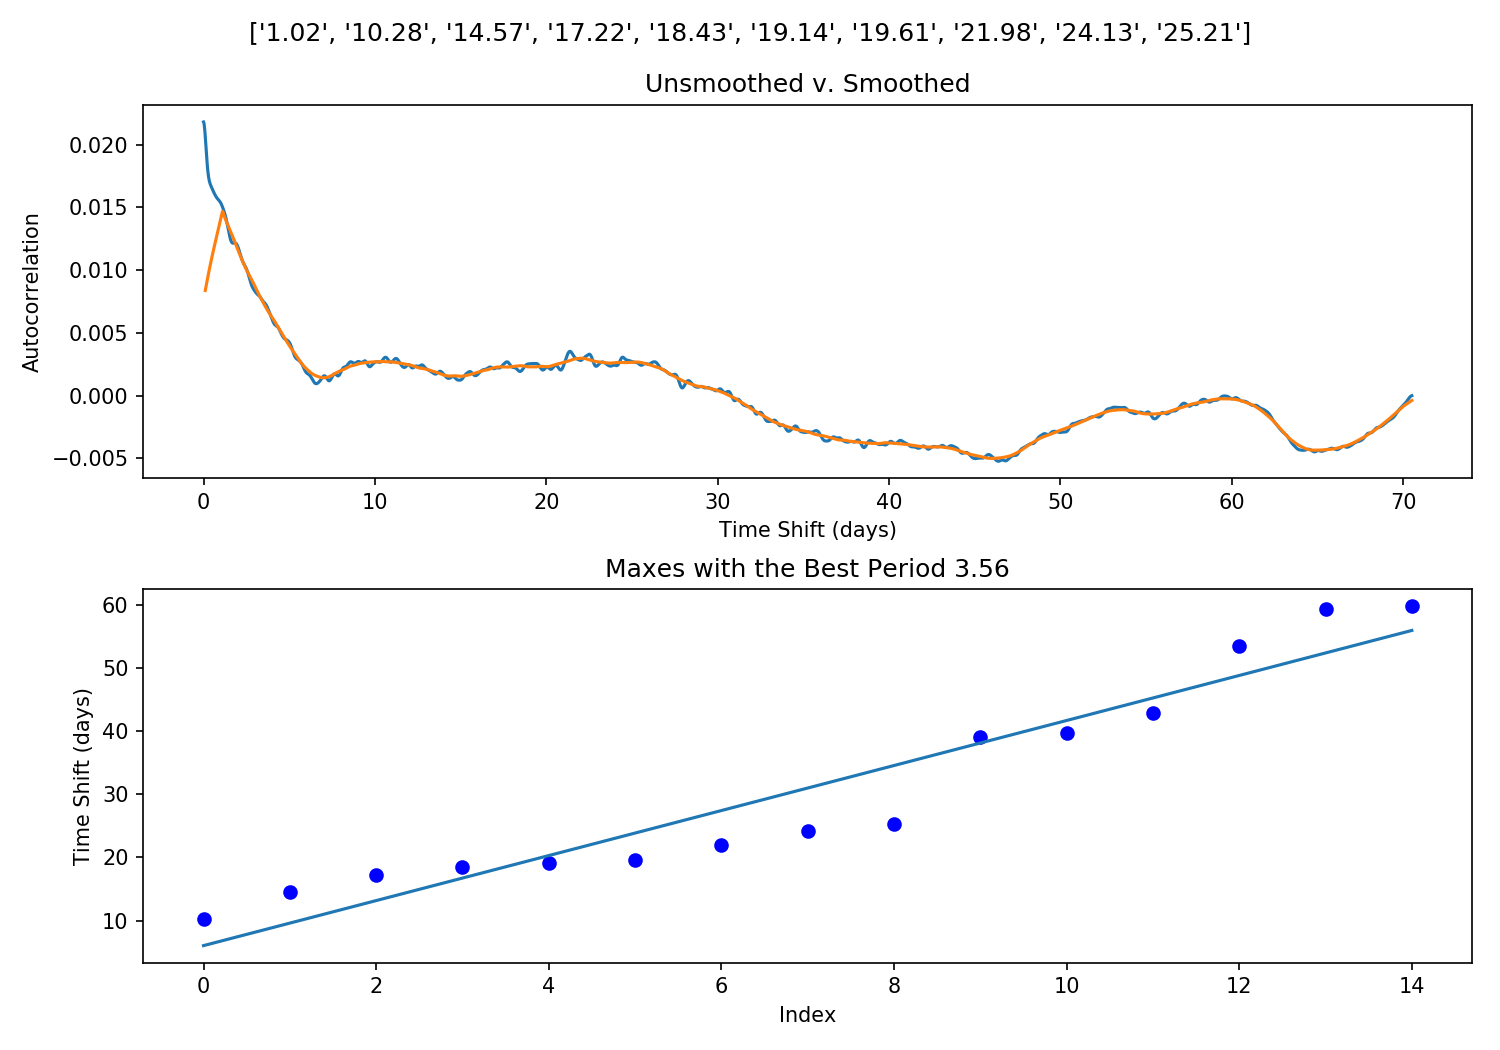 ['1.02', '10.28', '14.57', '17.22', '18.43', '19.14', '19.61', '21.98', '24.13', '25.21']
Unsmoothed v. Smoothed
Autocorrelation
0.020
0.015
0.010
0.005
0.000
−0.005
0 10 20 30 40 50 60 70
Time Shift (days)
Maxes with the Best Period 3.56
Time Shift (days)
60
50
40
30
20
10
0 2 4 6 8 10 12 14
Index